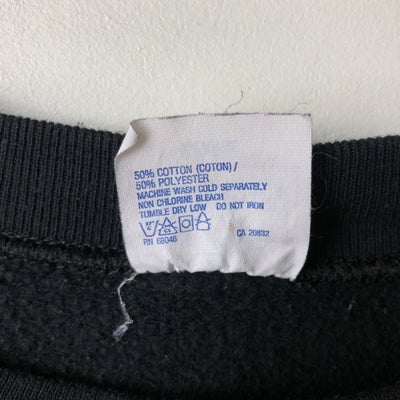 50% COTTON (COTON) /
50% POLYESTER
MACHINE WASH COLD SEPARATELY
NON CHLORINE BLEACH
TUMBLE DRY LOW DO NOT IRON
RN 68046 CA 20832